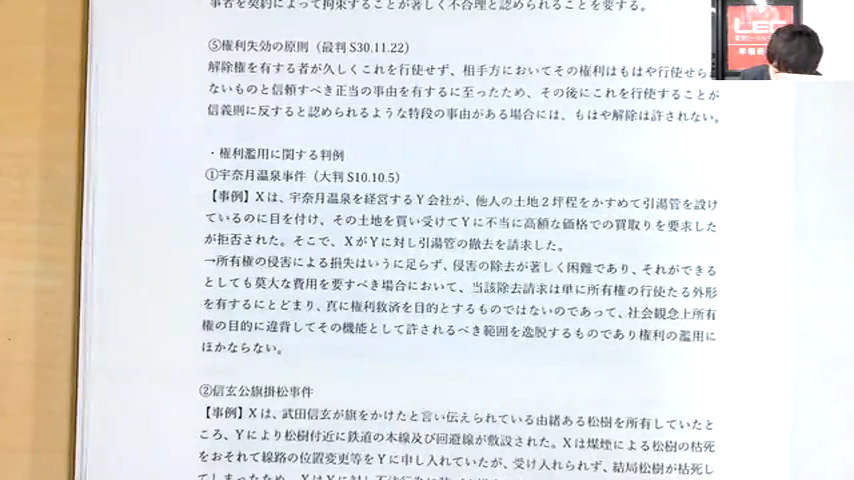 事者を契約によって拘束することが著しく不合理と認められることを要する。
⑤権利失効の原則（最判 S30.11.22）
解除権を有する者が久しくこれを行使せず、相手方においてその権利はもはや行使せら
ないものと信頼すべき正当の事由を有するに至ったため、その後にこれを行使することが
信義則に反すると認められるような特段の事由がある場合には、もはや解除は許されない。
・権利濫用に関する判例
①宇奈月温泉事件（大判 S10.10.5）
【事例】Xは、宇奈月温泉を経営するY会社が、他人の土地２坪程をかすめて引湯管を設け
ているのに目を付け、その土地を買い受けてYに不当に高額な価格での買取りを要求した
が拒否された。そこで、XがYに対し引湯管の撤去を請求した。
→所有権の侵害による損失はいうに足らず、侵害の除去が著しく困難であり、それができる
としても莫大な費用を要すべき場合において、当該除去請求は単に所有権の行使たる外形
を有するにとどまり、真に権利救済を目的とするものではないのであって、社会観念上所有
権の目的に違背してその機能として許されるべき範囲を逸脱するものであり権利の濫用に
ほかならない。
②信玄公旗掛松事件
【事例】Xは、武田信玄が旗をかけたと言い伝えられている由緒ある松樹を所有していたと
ころ、Yにより松樹付近に鉄道の本線及び回避線が敷設された。Xは煤煙による松樹の枯死
をおそれて線路の位置変更等をYに申し入れていたが、受け入れられず、結局松樹が枯死し
LEC